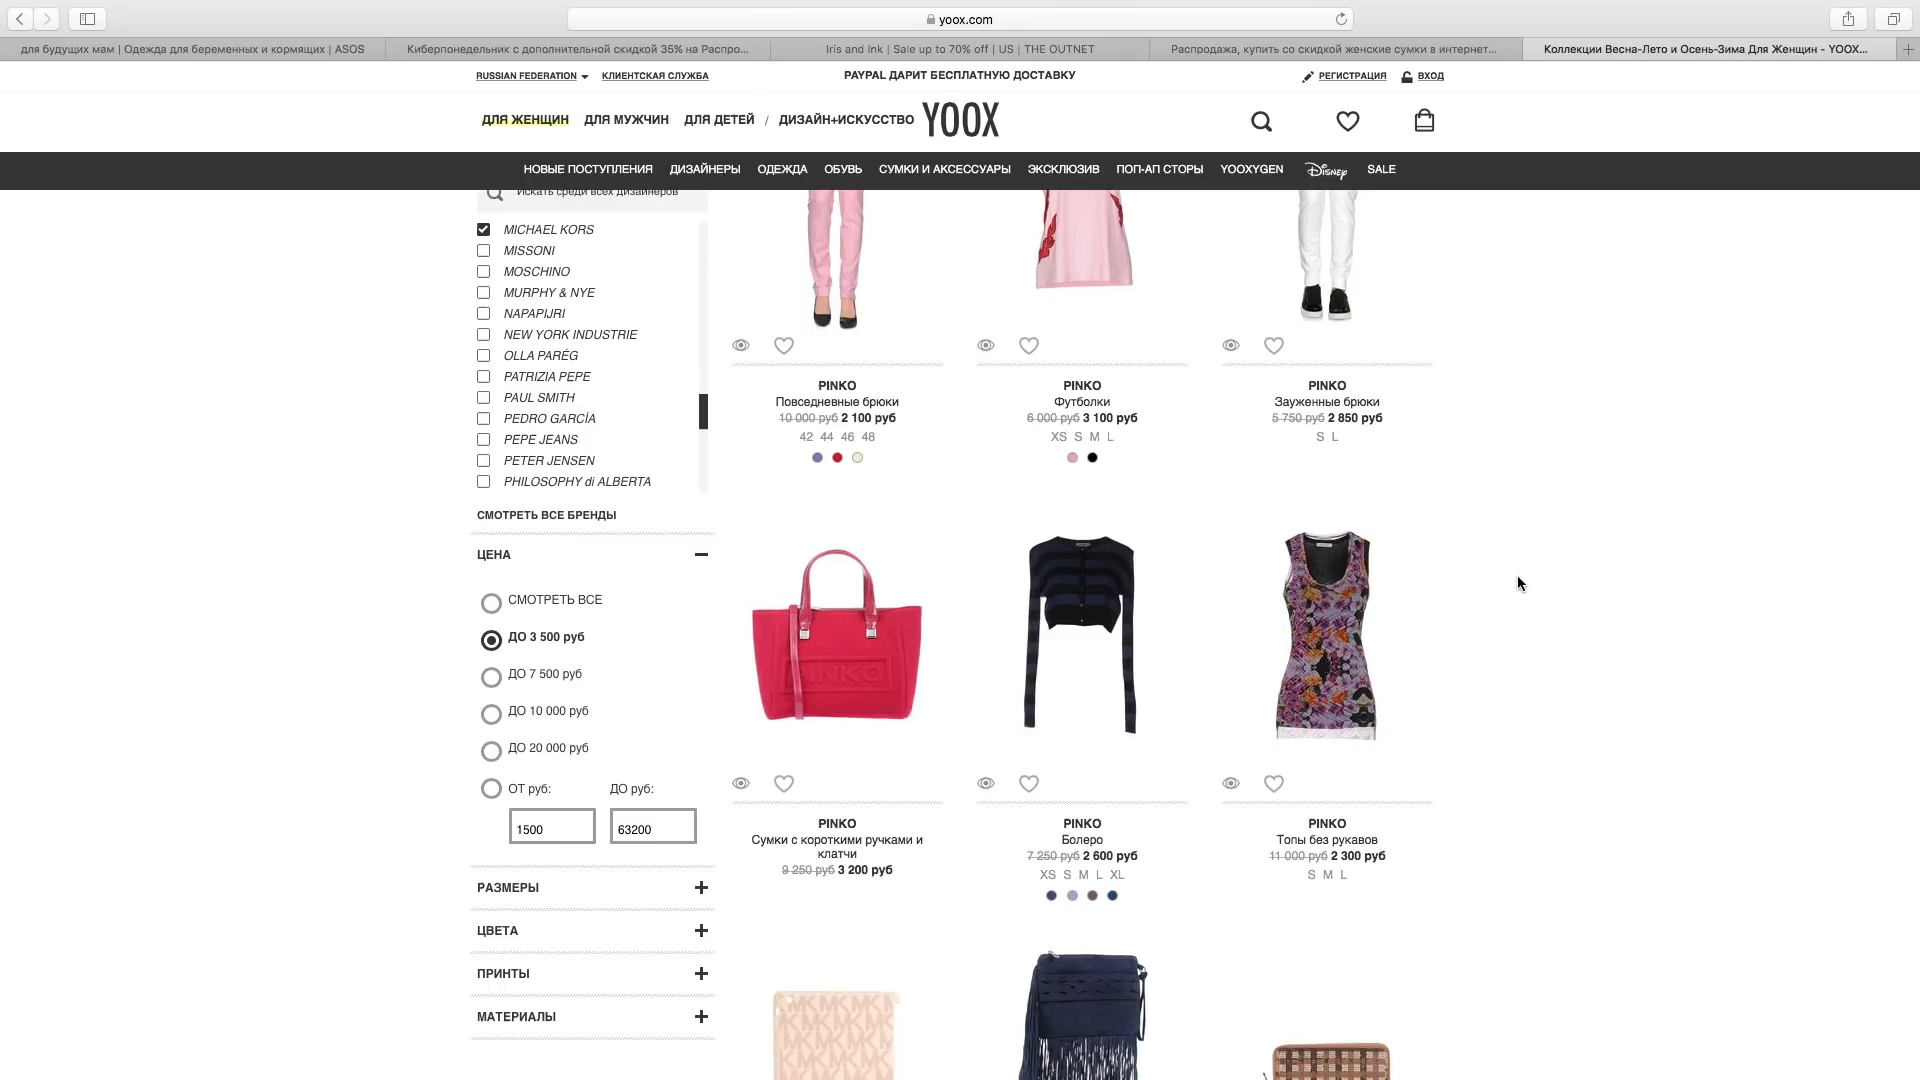 yoox.com
для будущих мам | Одежда для беременных и кормящих | ASOS
Киберпонедельник с дополнительной скидкой 35% на Распро...
Iris and Ink | Sale up to 70% off | US | THE OUTNET
Распродажа, купить со скидкой женские сумки в интернет...
Коллекции Весна-Лето и Осень-Зима Для Женщин - YOOX...
RUSSIAN FEDERATION
КЛИЕНТСКАЯ СЛУЖБА
PAYPAL ДАРИТ БЕСПЛАТНУЮ ДОСТАВКУ
РЕГИСТРАЦИЯ
ВХОД
ДЛЯ ЖЕНЩИН ДЛЯ МУЖЧИН ДЛЯ ДЕТЕЙ / ДИЗАЙН+ИСКУССТВО
YOOX
НОВЫЕ ПОСТУПЛЕНИЯ ДИЗАЙНЕРЫ ОДЕЖДА ОБУВЬ СУМКИ И АКСЕССУАРЫ ЭКСКЛЮЗИВ ПОП-АП СТОРЫ YOOXYGEN Disney SALE
Искать среди всех дизайнеров
MICHAEL KORS
MISSONI
MOSCHINO
MURPHY & NYE
NAPAPIJRI
NEW YORK INDUSTRIE
OLLA PARÈG
PATRIZIA PEPE
PAUL SMITH
PEDRO GARCÍA
PEPE JEANS
PETER JENSEN
PHILOSOPHY di ALBERTA
СМОТРЕТЬ ВСЕ БРЕНДЫ
ЦЕНА
СМОТРЕТЬ ВСЕ
ДО 3 500 руб
ДО 7 500 руб
ДО 10 000 руб
ДО 20 000 руб
ОТ руб: ДО руб:
1500 63200
РАЗМЕРЫ
ЦВЕТА
ПРИНТЫ
МАТЕРИАЛЫ
PINKO
Повседневные брюки
10 000 руб 2 100 руб
42 44 46 48
PINKO
Футболки
6 000 руб 3 100 руб
XS S M L
PINKO
Зауженные брюки
5 750 руб 2 850 руб
S L
PINKO
PINKO
Сумки с короткими ручками и
клатчи
9 250 руб 3 200 руб
PINKO
Болеро
7 250 руб 2 600 руб
XS S M L XL
PINKO
Топы без рукавов
11 000 руб 2 300 руб
S M L